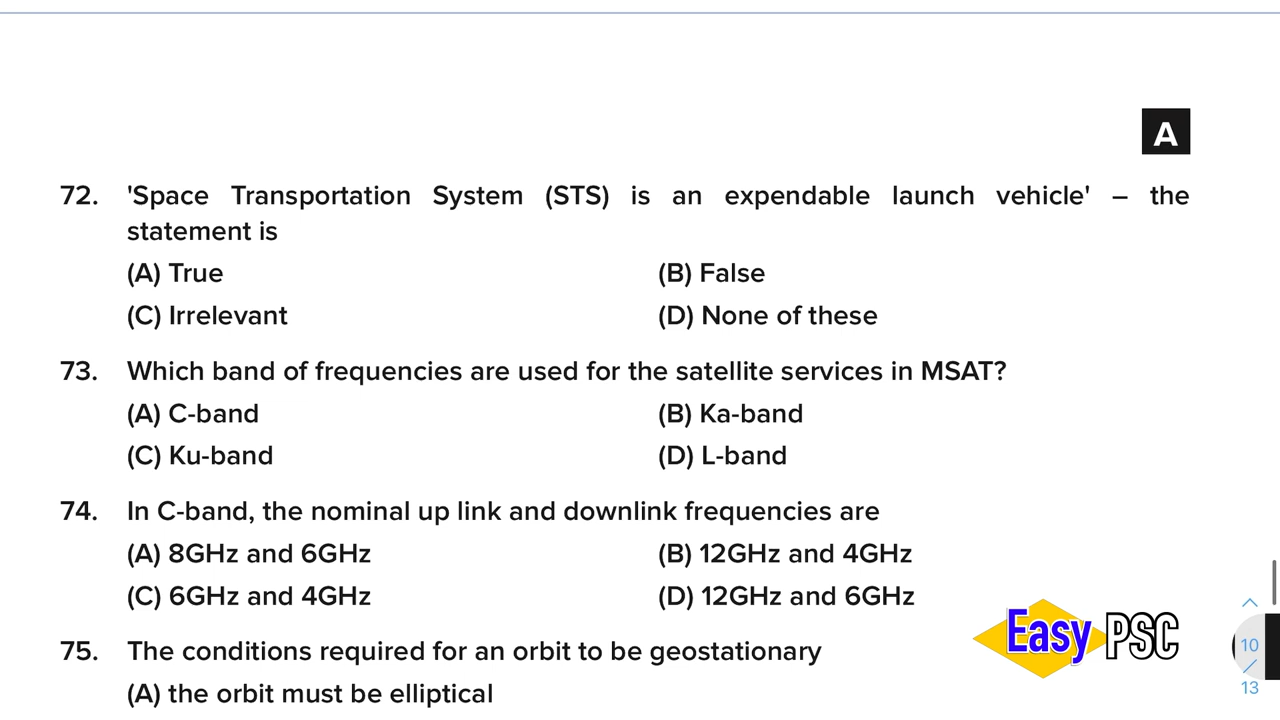 A
72. 'Space Transportation System (STS) is an expendable launch vehicle' – the
statement is
(A) True (B) False
(C) Irrelevant (D) None of these
73. Which band of frequencies are used for the satellite services in MSAT?
(A) C-band (B) Ka-band
(C) Ku-band (D) L-band
74. In C-band, the nominal up link and downlink frequencies are
(A) 8GHz and 6GHz (B) 12GHz and 4GHz
(C) 6GHz and 4GHz (D) 12GHz and 6GHz
Easy PSC
75. The conditions required for an orbit to be geostationary
(A) the orbit must be elliptical
10
13